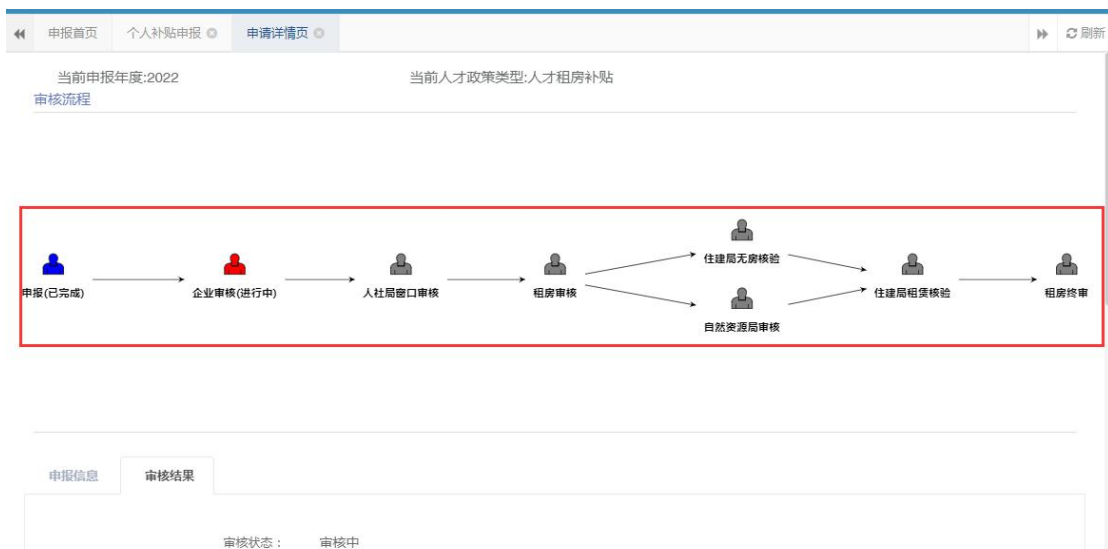 申报首页 个人补贴申报 申请详情页 刷新
当前申报年度:2022 当前人才政策类型:人才租房补贴
审核流程
住建局无房核验
申报(已完成) 企业审核(进行中) 人社局窗口审核 租房审核 住建局租赁核验 租房终审
自然资源局审核
申报信息 审核结果
审核状态： 审核中